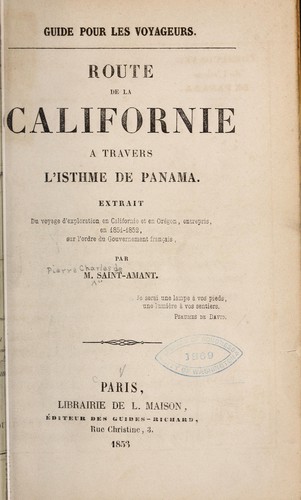 GUIDE POUR LES VOYAGEURS.
ROUTE
DE LA
CALIFORNIE
A TRAVERS
L'ISTHME DE PANAMA.
EXTRAIT
Du voyage d'exploration en Californie et en Orégon, entrepris,
en 1851-1852,
sur l'ordre du Gouvernement français,
PAR
Pierre Charles de
M. SAINT-AMANT.
Je serai une lampe à vos pieds,
une lumière à vos sentiers.
PSAUMES DE DAVID.
1869
PARIS,
LIBRAIRIE DE L. MAISON,
ÉDITEUR DES GUIDES-RICHARD,
Rue Christine, 3.
1853